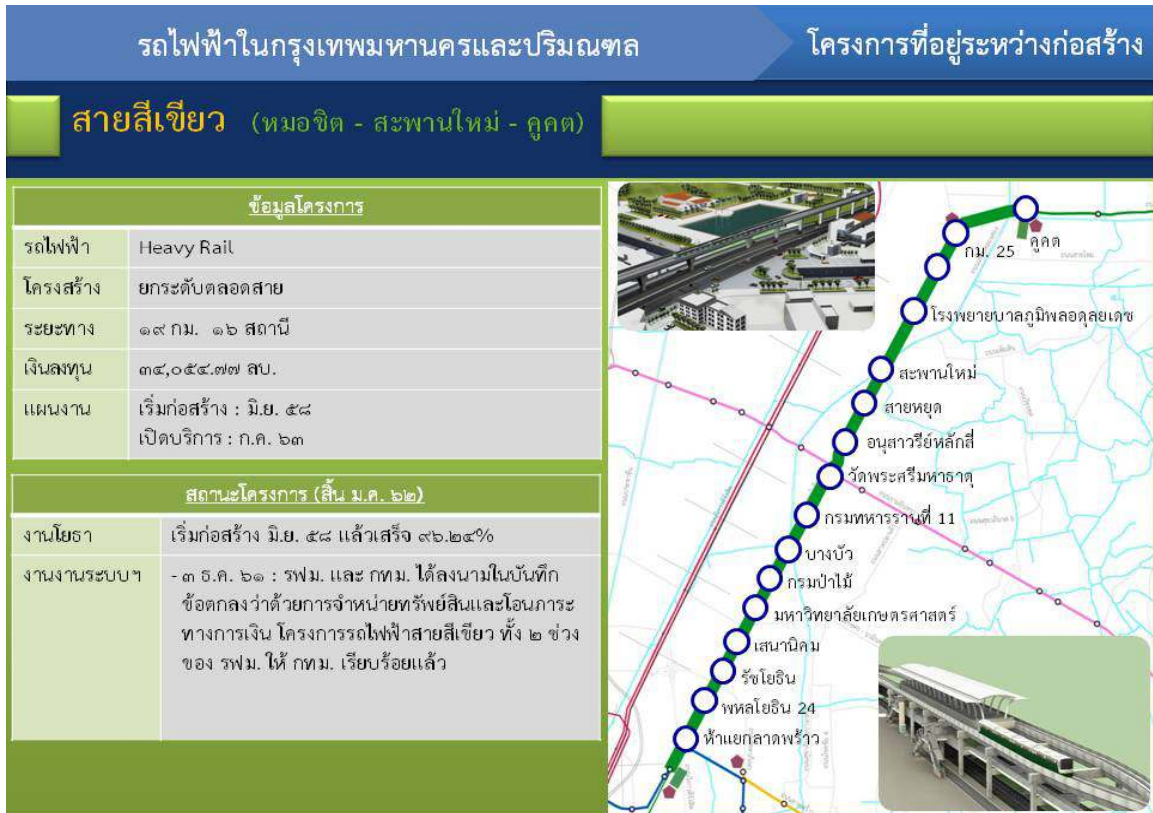 รถไฟฟ้าในกรุงเทพมหานครและปริมณฑล
โครงการที่อยู่ระหว่างก่อสร้าง
สายสีเขียว (หมอชิต - สะพานใหม่ - คูคต)
ข้อมูลโครงการ
รถไฟฟ้า Heavy Rail
โครงสร้าง ยกระดับตลอดสาย
ระยะทาง ๑๙ กม. ๑๖ สถานี
เงินลงทุน ๓๔,๐๕๔.๗๗ ลบ.
แผนงาน เริ่มก่อสร้าง : มิ.ย. ๕๘
เปิดบริการ : ก.ค. ๖๓
สถานะโครงการ (สิ้น ม.ค. ๖๒)
งานโยธา เริ่มก่อสร้าง มิ.ย. ๕๘ แล้วเสร็จ ๙๖.๒๔%
งานงานระบบฯ - ๓ ธ.ค. ๖๑ : รฟม. และ กทม. ได้ลงนามในบันทึก
ข้อตกลงว่าด้วยการจำหน่ายทรัพย์สินและโอนภาระ
ทางการเงิน โครงการรถไฟฟ้าสายสีเขียว ทั้ง ๒ ช่วง
ของ รฟม. ให้ กทม. เรียบร้อยแล้ว
คูคต
กม. 25
โรงพยายบาลภูมิพลอดุลยเดช
สะพานใหม่
สายหยุด
อนุสาวรีย์หลักสี่
วัดพระศรีมหาธาตุ
กรมทหารราบที่ 11
บางบัว
กรมป่าไม้
มหาวิทยาลัยเกษตรศาสตร์
เสนานิคม
รัชโยธิน
พหลโยธิน 24
ห้าแยกลาดพร้าว